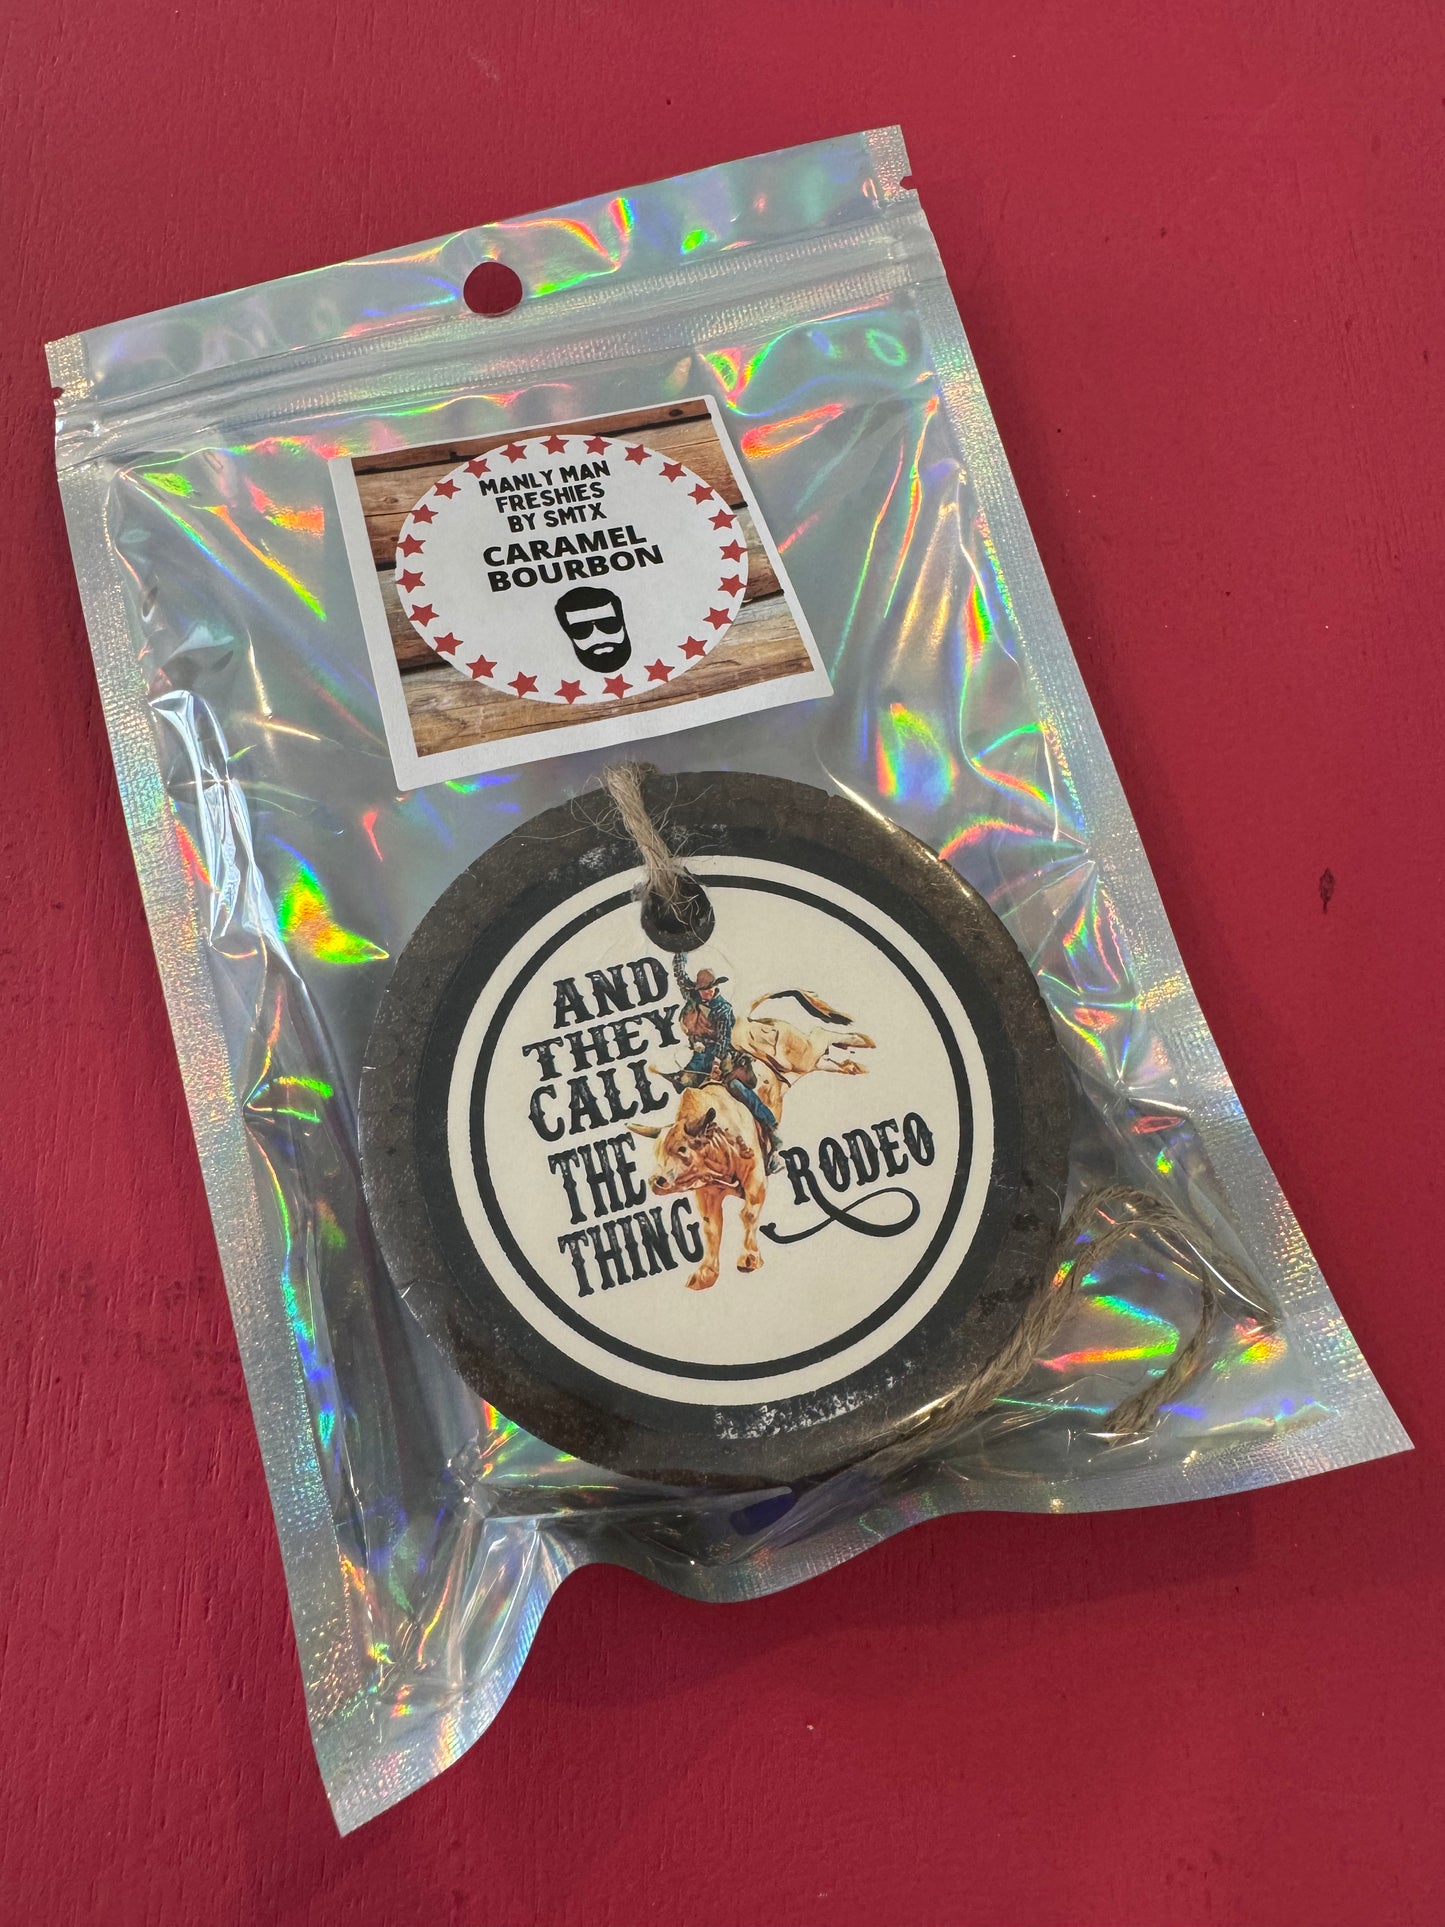 MANLY MAN
FRESHIES
BY SMTX
CARAMEL
BOURBON
AND
THEY
CALL
THE
THING
RODEO